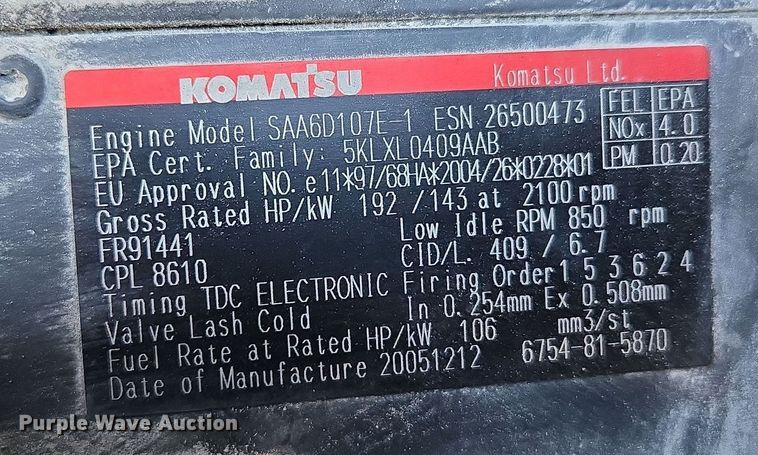 KOMATSU Komatsu Ltd.
Engine Model SAA6D107E-1 ESN 26500473
FEL EPA
NOx 4.0
PM 0.20
EPA Cert. Family: 5KLXL0409AAB
EU Approval NO. e11*97/68HA*2004/26*0228*01
Gross Rated HP/kW 192 /143 at 2100 rpm
FR91441 Low Idle RPM 850 rpm
CPL 8610 CID/L. 409 / 6.7
Timing TDC ELECTRONIC Firing Order 1 5 3 6 2 4
Valve Lash Cold In 0.254mm Ex 0.508mm
Fuel Rate at Rated HP/kW 106 mm3/st
Date of Manufacture 20051212 6754-81-5870
Purple Wave Auction